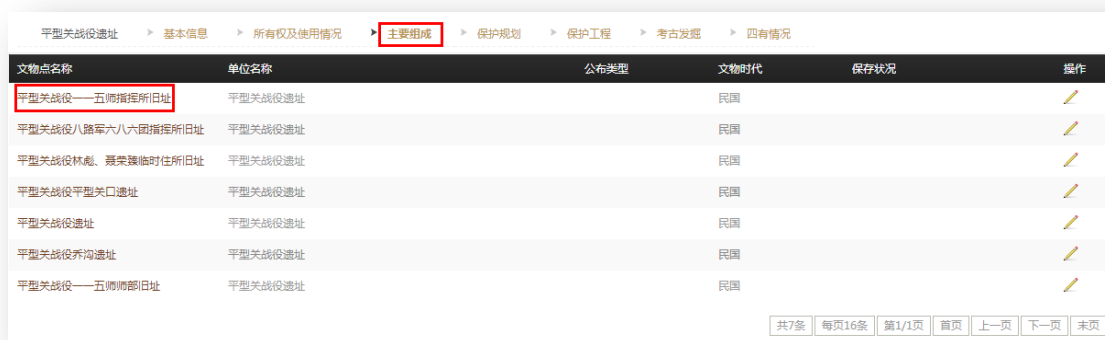 平型关战役遗址 基本信息 所有权及使用情况 主要组成 保护规划 保护工程 考古发掘 四有情况
文物点名称 单位名称 公布类型 文物时代 保存状况 操作
平型关战役一一五师指挥所旧址 平型关战役遗址 民国
平型关战役八路军六八六团指挥所旧址 平型关战役遗址 民国
平型关战役林彪、聂荣臻临时住所旧址 平型关战役遗址 民国
平型关战役平型关口遗址 平型关战役遗址 民国
平型关战役遗址 平型关战役遗址 民国
平型关战役乔沟遗址 平型关战役遗址 民国
平型关战役一一五师师部旧址 平型关战役遗址 民国
共7条 每页16条 第1/1页 首页 上一页 下一页 末页